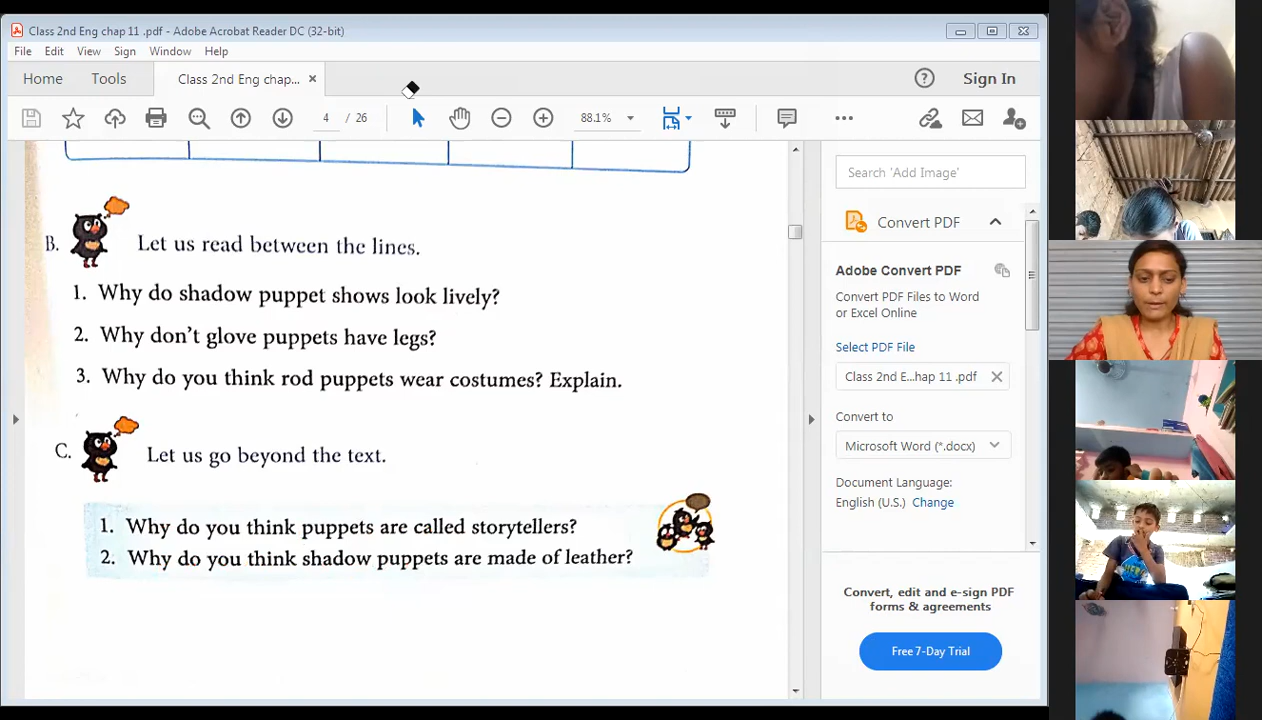 Class 2nd Eng chap 11 .pdf - Adobe Acrobat Reader DC (32-bit)
File Edit View Sign Window Help
Home Tools Class 2nd Eng chap... × Sign In
4 / 26 88.1%
B. Let us read between the lines.
1. Why do shadow puppet shows look lively?
2. Why don't glove puppets have legs?
3. Why do you think rod puppets wear costumes? Explain.
C. Let us go beyond the text.
1. Why do you think puppets are called storytellers?
2. Why do you think shadow puppets are made of leather?
Search 'Add Image'
Convert PDF
Adobe Convert PDF
Convert PDF Files to Word
or Excel Online
Select PDF File
Class 2nd E...hap 11 .pdf
Convert to
Microsoft Word (*.docx)
Document Language:
English (U.S.) Change
Convert, edit and e-sign PDF
forms & agreements
Free 7-Day Trial